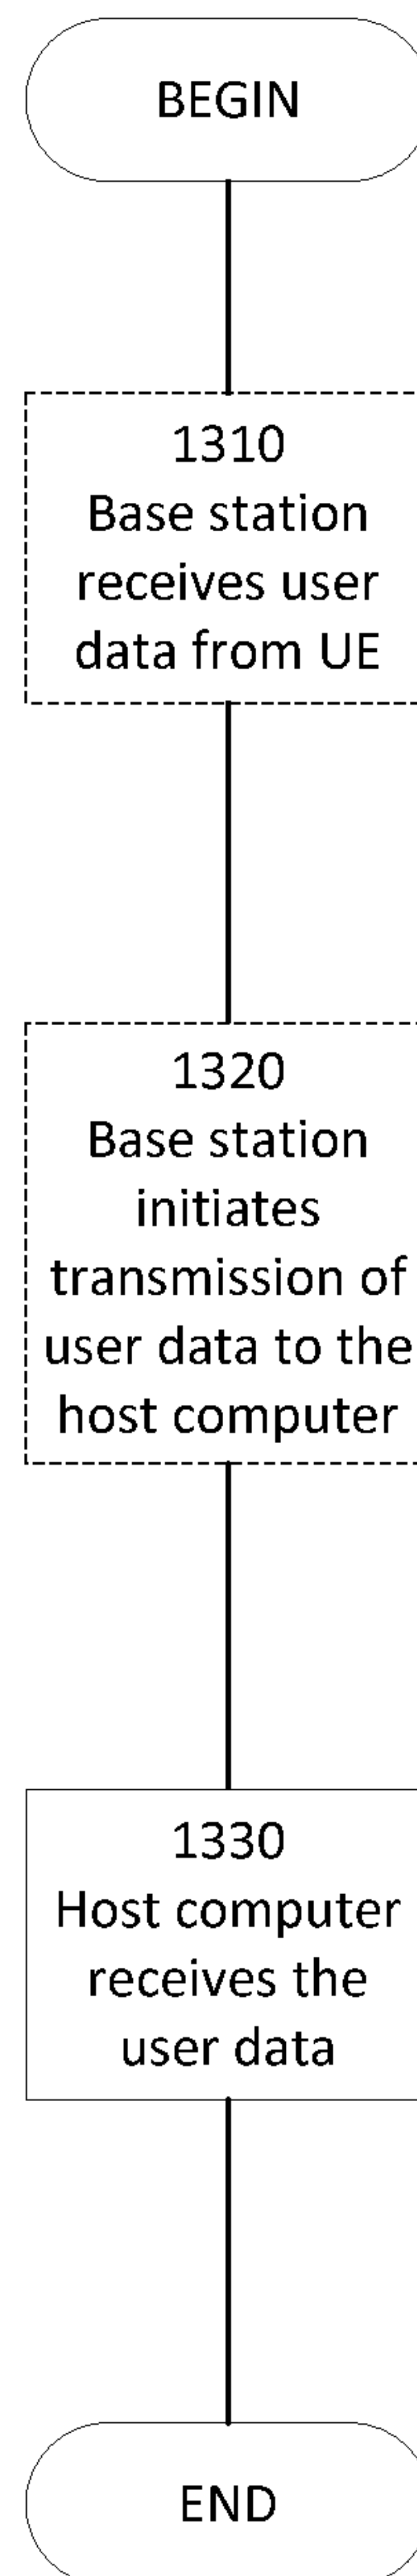 BEGIN
1310
Base station
receives user
data from UE
1320
Base station
initiates
transmission of
user data to the
host computer
1330
Host computer
receives the
user data
END